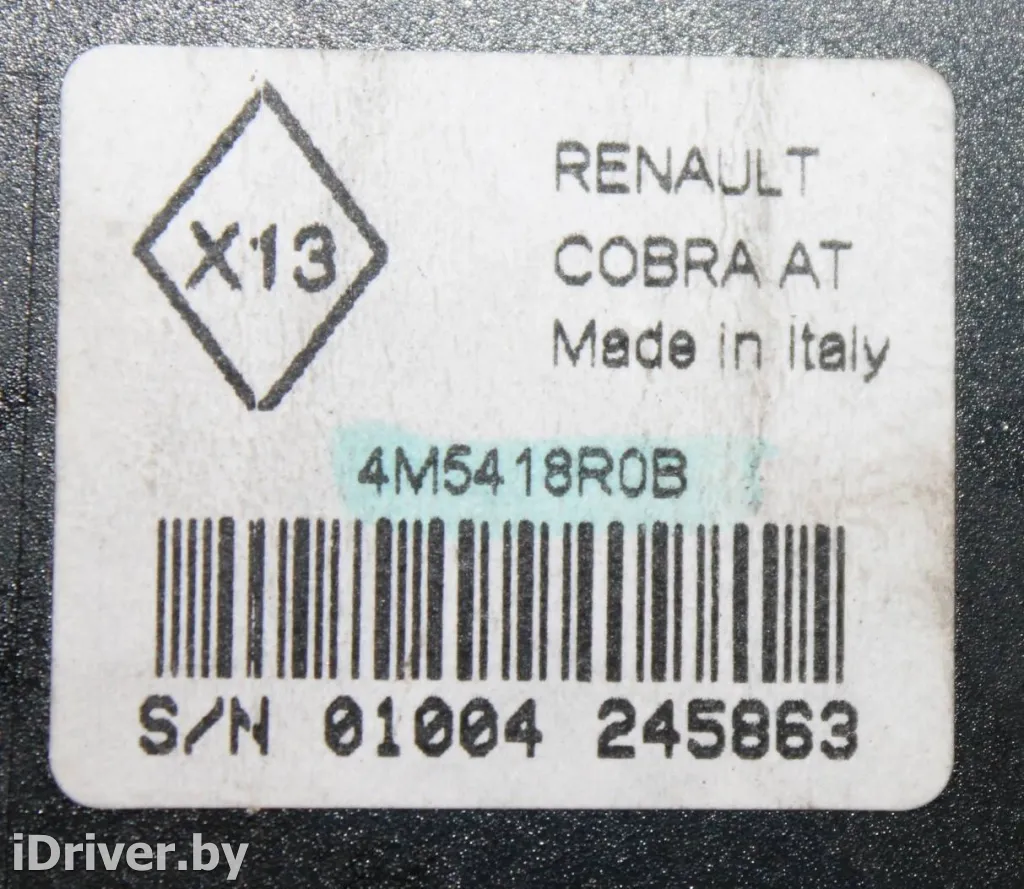 X13
RENAULT
COBRA AT
Made in Italy
4M5418R0B
S/N 01004 245863
iDriver.by